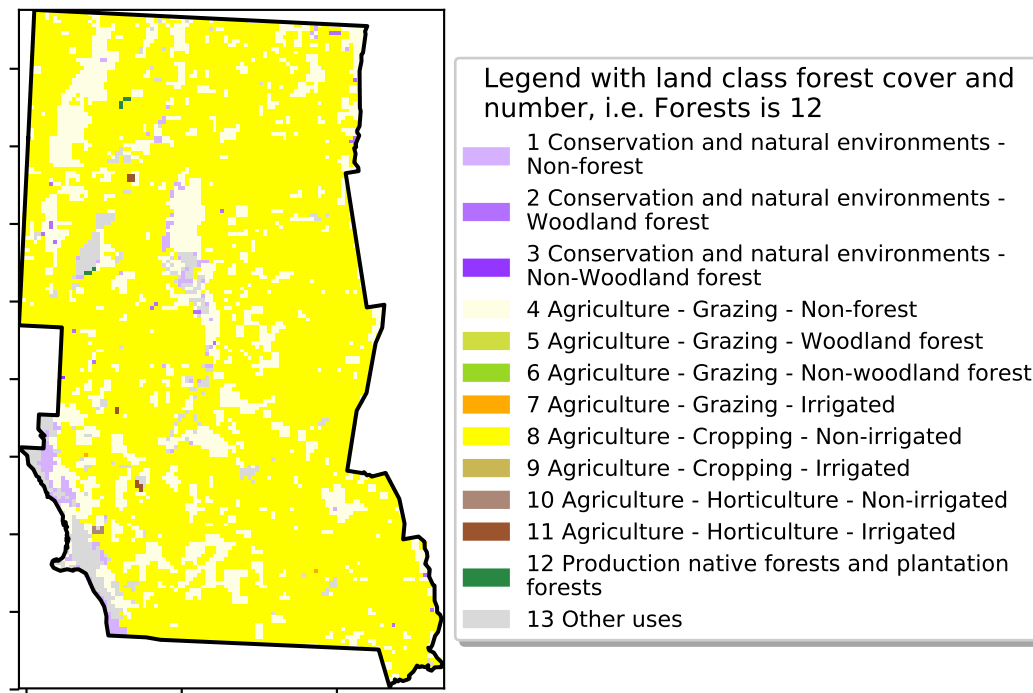 Legend with land class forest cover and
number, i.e. Forests is 12
1 Conservation and natural environments -
Non-forest
2 Conservation and natural environments -
Woodland forest
3 Conservation and natural environments -
Non-Woodland forest
4 Agriculture - Grazing - Non-forest
5 Agriculture - Grazing - Woodland forest
6 Agriculture - Grazing - Non-woodland forest
7 Agriculture - Grazing - Irrigated
8 Agriculture - Cropping - Non-irrigated
9 Agriculture - Cropping - Irrigated
10 Agriculture - Horticulture - Non-irrigated
11 Agriculture - Horticulture - Irrigated
12 Production native forests and plantation
forests
13 Other uses